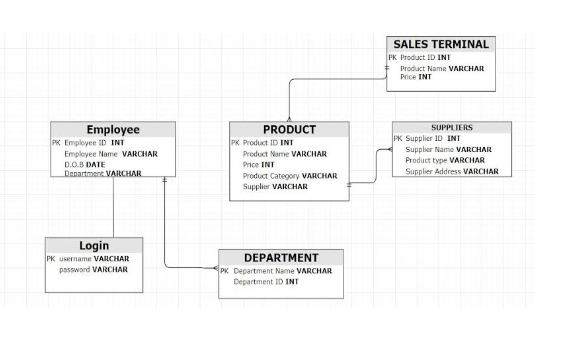 SALES TERMINAL
PK Product ID INT
Product Name VARCHAR
Price INT
Employee
PK Employee ID INT
Employee Name VARCHAR
D.O.B DATE
Department VARCHAR
PRODUCT
PK Product ID INT
Product Name VARCHAR
Price INT
Product Category VARCHAR
Supplier VARCHAR
SUPPLIERS
PK Supplier ID INT
Supplier Name VARCHAR
Product type VARCHAR
Supplier Address VARCHAR
Login
PK username VARCHAR
password VARCHAR
DEPARTMENT
PK Department Name VARCHAR
Department ID INT